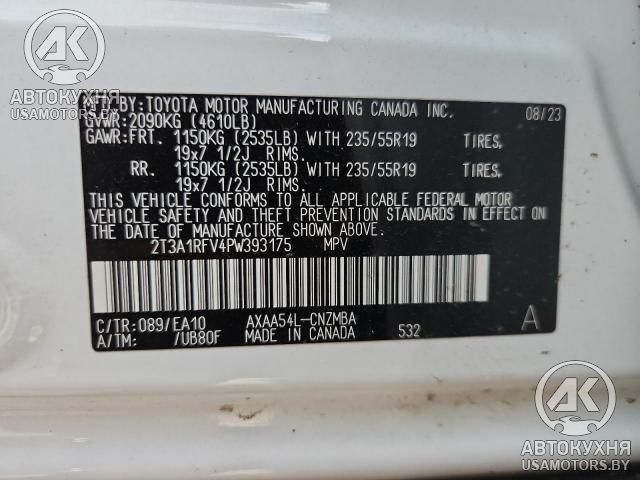 AK
АВТОКУХНЯ
USAMOTORS.BY
MFD.BY:TOYOTA MOTOR MANUFACTURING CANADA INC. 08/23
GVWR:2090KG (4610LB)
GAWR:FRT. 1150KG (2535LB) WITH 235/55R19 TIRES,
19x7 1/2J RIMS.
RR. 1150KG (2535LB) WITH 235/55R19 TIRES,
19x7 1/2J RIMS.
THIS VEHICLE CONFORMS TO ALL APPLICABLE FEDERAL MOTOR
VEHICLE SAFETY AND THEFT PREVENTION STANDARDS IN EFFECT ON
THE DATE OF MANUFACTURE SHOWN ABOVE.
2T3A1RFV4PW393175 MPV
C/TR:089/EA10 AXAA54L-CNZMBA
A/TM: /UB80F MADE IN CANADA 532 A
AK
АВТОКУХНЯ
USAMOTORS.BY